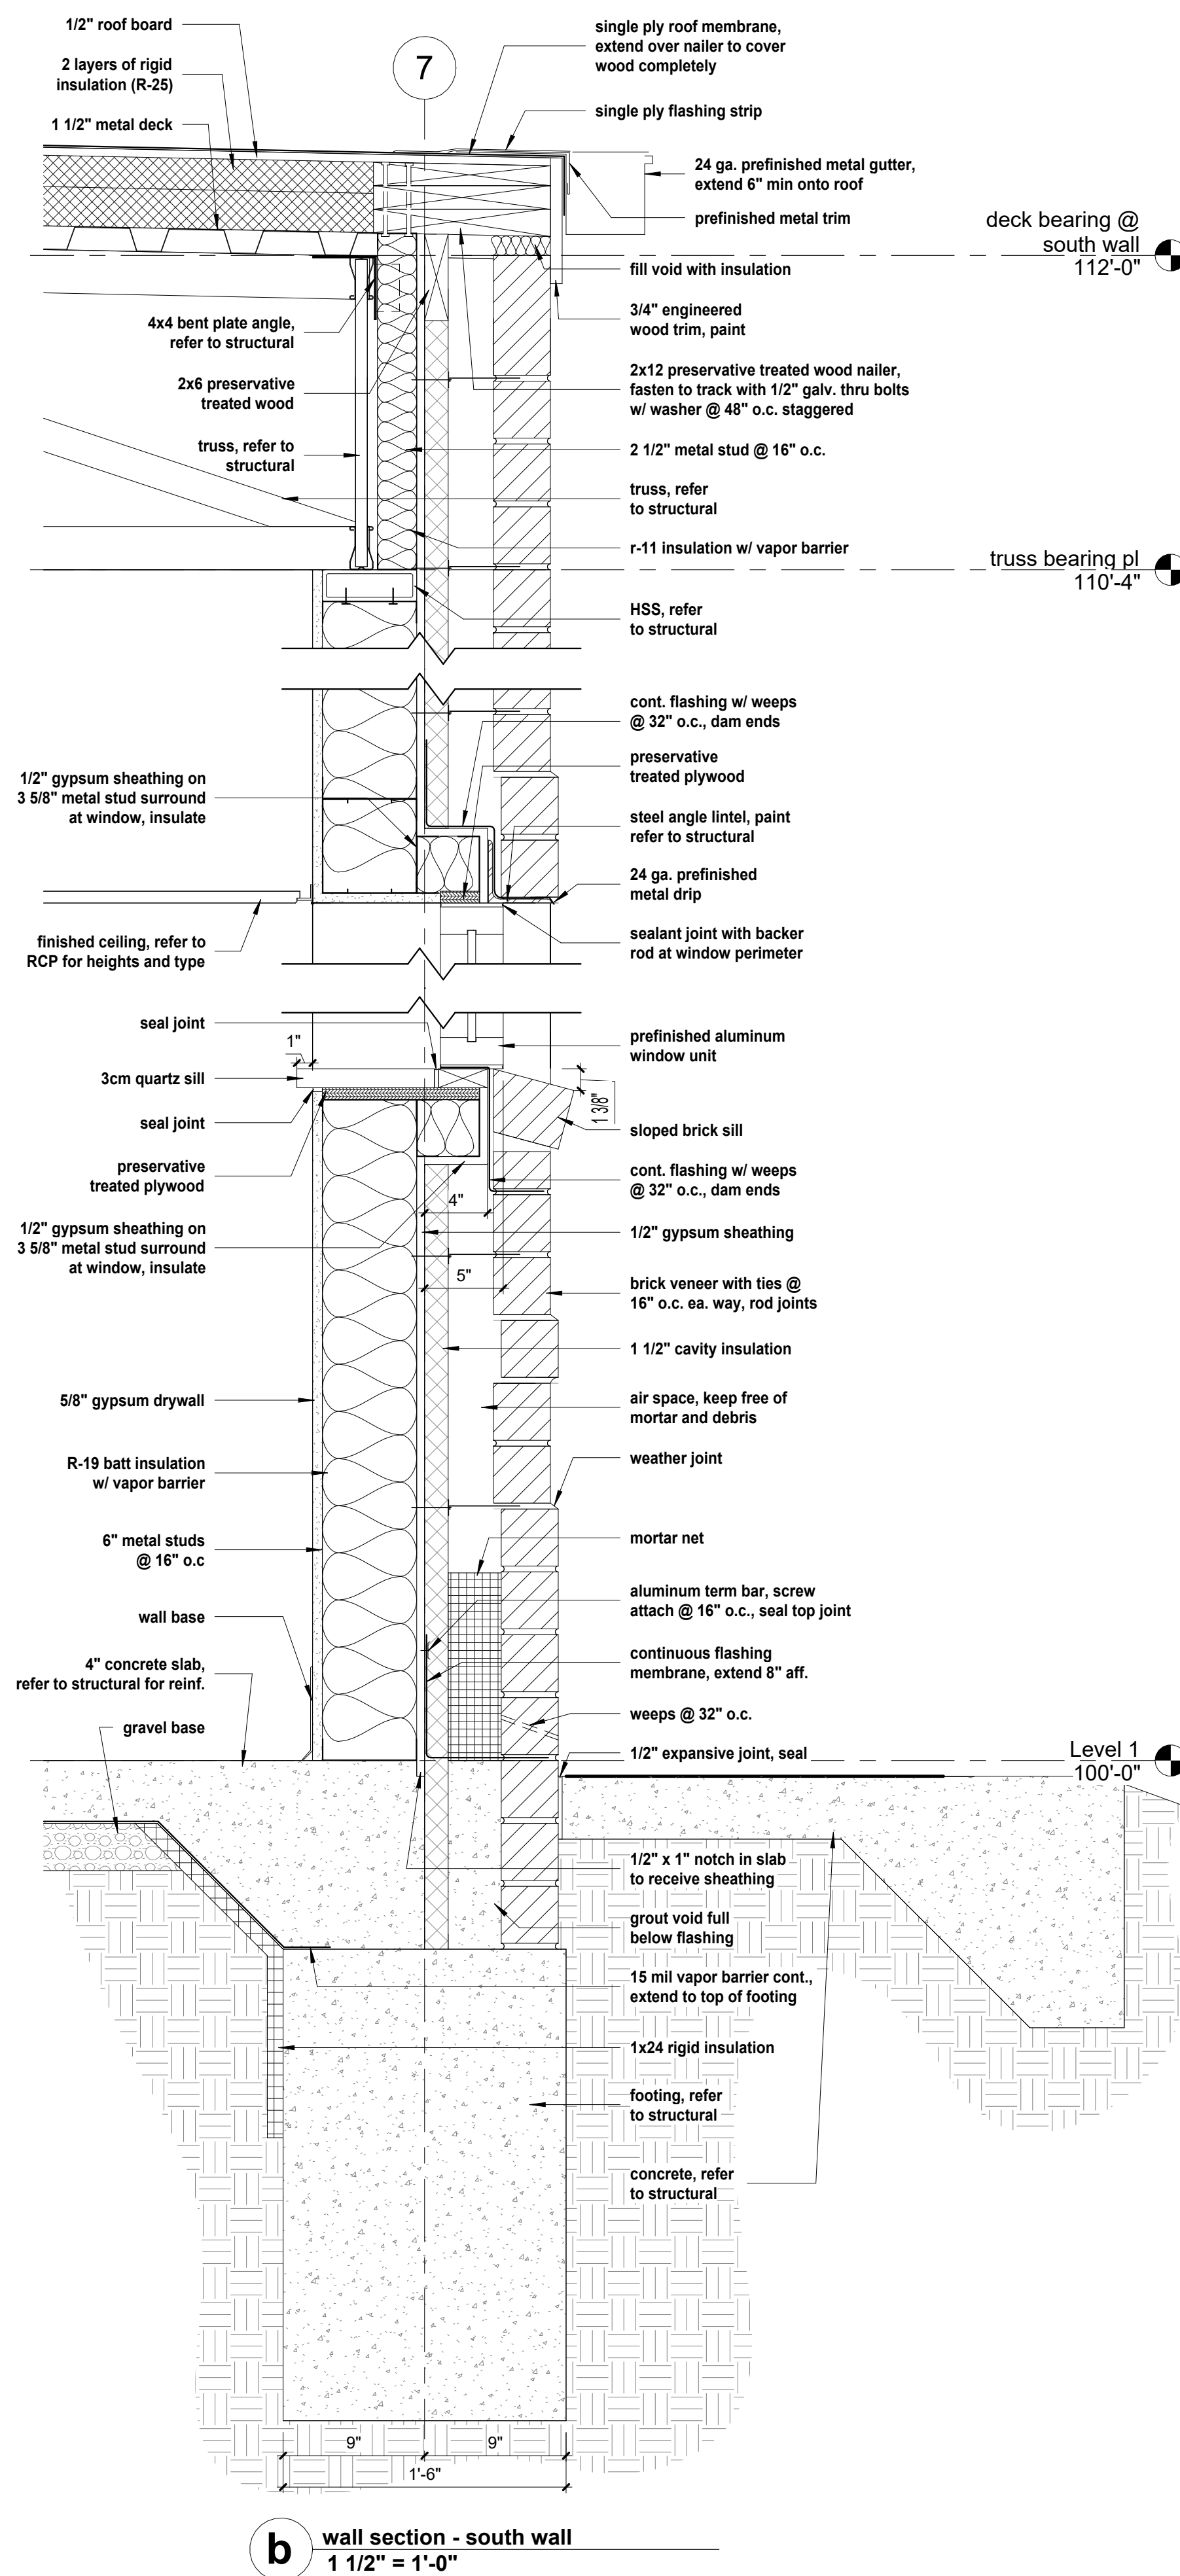 1/2" roof board
2 layers of rigid
insulation (R-25)
1 1/2" metal deck
7
single ply roof membrane,
extend over nailer to cover
wood completely
single ply flashing strip
24 ga. prefinished metal gutter,
extend 6" min onto roof
prefinished metal trim
deck bearing @
south wall
112'-0"
fill void with insulation
3/4" engineered
wood trim, paint
4x4 bent plate angle,
refer to structural
2x6 preservative
treated wood
2x12 preservative treated wood nailer,
fasten to track with 1/2" galv. thru bolts
w/ washer @ 48" o.c. staggered
truss, refer to
structural
2 1/2" metal stud @ 16" o.c.
truss, refer
to structural
r-11 insulation w/ vapor barrier
truss bearing pl
110'-4"
HSS, refer
to structural
cont. flashing w/ weeps
@ 32" o.c., dam ends
preservative
treated plywood
1/2" gypsum sheathing on
3 5/8" metal stud surround
at window, insulate
steel angle lintel, paint
refer to structural
24 ga. prefinished
metal drip
finished ceiling, refer to
RCP for heights and type
sealant joint with backer
rod at window perimeter
seal joint
1"
prefinished aluminum
window unit
3cm quartz sill
1 3/8"
seal joint
sloped brick sill
preservative
treated plywood
cont. flashing w/ weeps
@ 32" o.c., dam ends
4"
1/2" gypsum sheathing on
3 5/8" metal stud surround
at window, insulate
1/2" gypsum sheathing
5"
brick veneer with ties @
16" o.c. ea. way, rod joints
1 1/2" cavity insulation
5/8" gypsum drywall
air space, keep free of
mortar and debris
R-19 batt insulation
w/ vapor barrier
weather joint
6" metal studs
@ 16" o.c
mortar net
wall base
aluminum term bar, screw
attach @ 16" o.c., seal top joint
4" concrete slab,
refer to structural for reinf.
continuous flashing
membrane, extend 8" aff.
gravel base
weeps @ 32" o.c.
1/2" expansive joint, seal
Level 1
100'-0"
1/2" x 1" notch in slab
to receive sheathing
grout void full
below flashing
15 mil vapor barrier cont.,
extend to top of footing
1x24 rigid insulation
footing, refer
to structural
concrete, refer
to structural
9"
9"
1'-6"
b
wall section - south wall
1 1/2" = 1'-0"